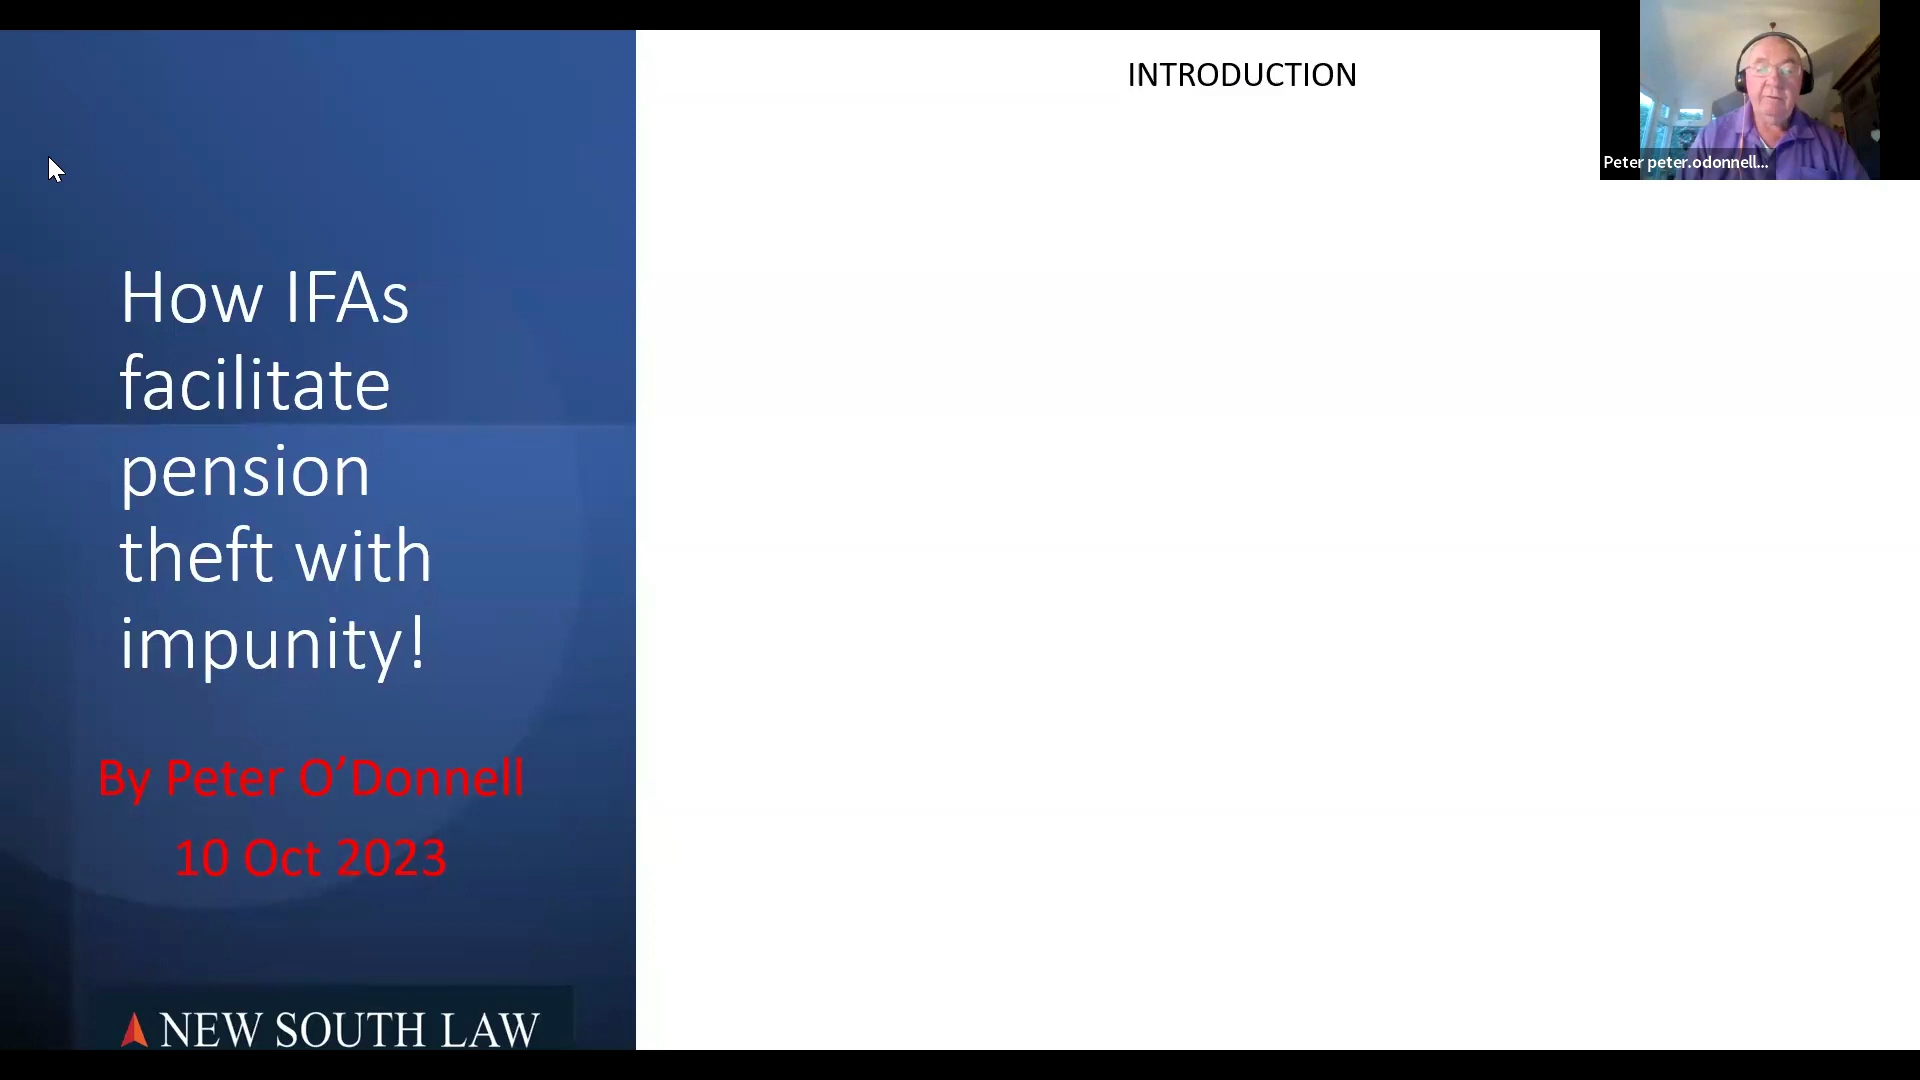 How IFAs
facilitate
pension
theft with
impunity!
By Peter O’Donnell
10 Oct 2023
NEW SOUTH LAW
INTRODUCTION
Peter peter.odonnell...